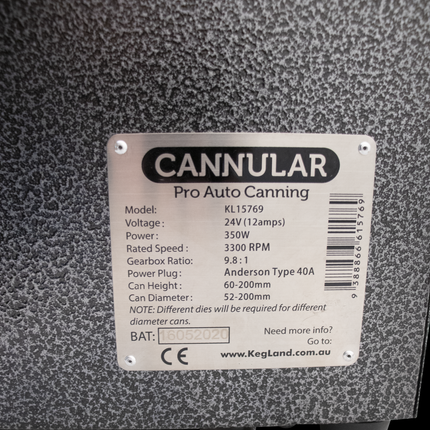 CANNULAR
Pro Auto Canning
Model: KL15769
Voltage: 24V (12amps)
Power: 350W
Rated Speed: 3300 RPM
Gearbox Ratio: 9.8 : 1
Power Plug: Anderson Type 40A
Can Height: 60-200mm
Can Diameter: 52-200mm
NOTE: Different dies will be required for different
diameter cans.
BAT: 16052020
Need more info?
Go to:
CE www.KegLand.com.au
9 388866 615769